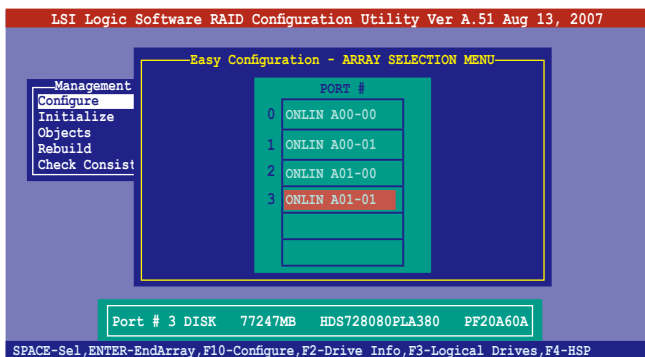 LSI Logic Software RAID Configuration Utility Ver A.51 Aug 13, 2007
Easy Configuration - ARRAY SELECTION MENU
Management
Configure
Initialize
Objects
Rebuild
Check Consist
PORT #
0 ONLIN A00-00
1 ONLIN A00-01
2 ONLIN A01-00
3 ONLIN A01-01
Port # 3 DISK 77247MB HDS728080PLA380 PF20A60A
SPACE-Sel,ENTER-EndArray,F10-Configure,F2-Drive Info,F3-Logical Drives,F4-HSP